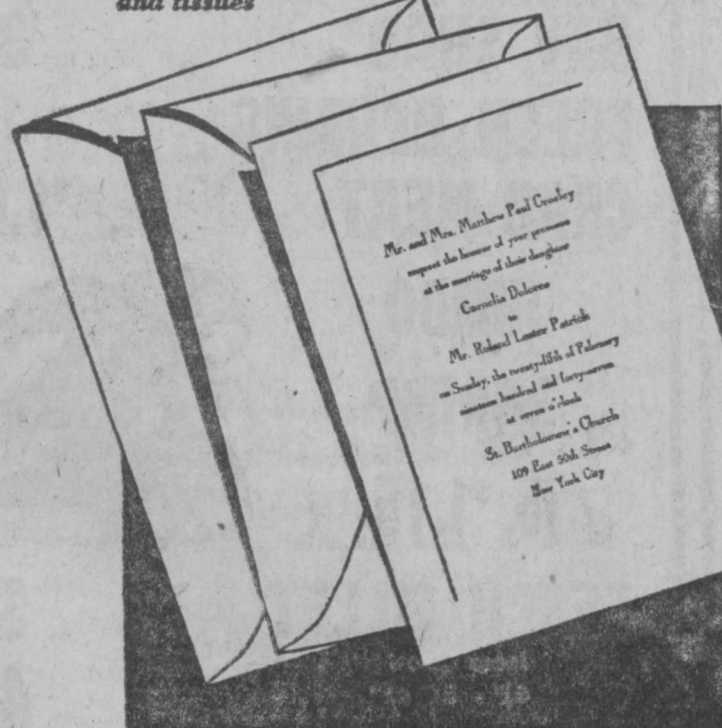 and tissues
Mr. and Mrs. Matthew Paul Crosley
request the honour of your presence
at the marriage of their daughter
Cornelia Dolores
to
Mr. Roland Lester Patrick
on Sunday, the twenty-fifth of February
nineteen hundred and forty-seven
at seven o'clock
St. Bartholomew's Church
109 East 50th Street
New York City